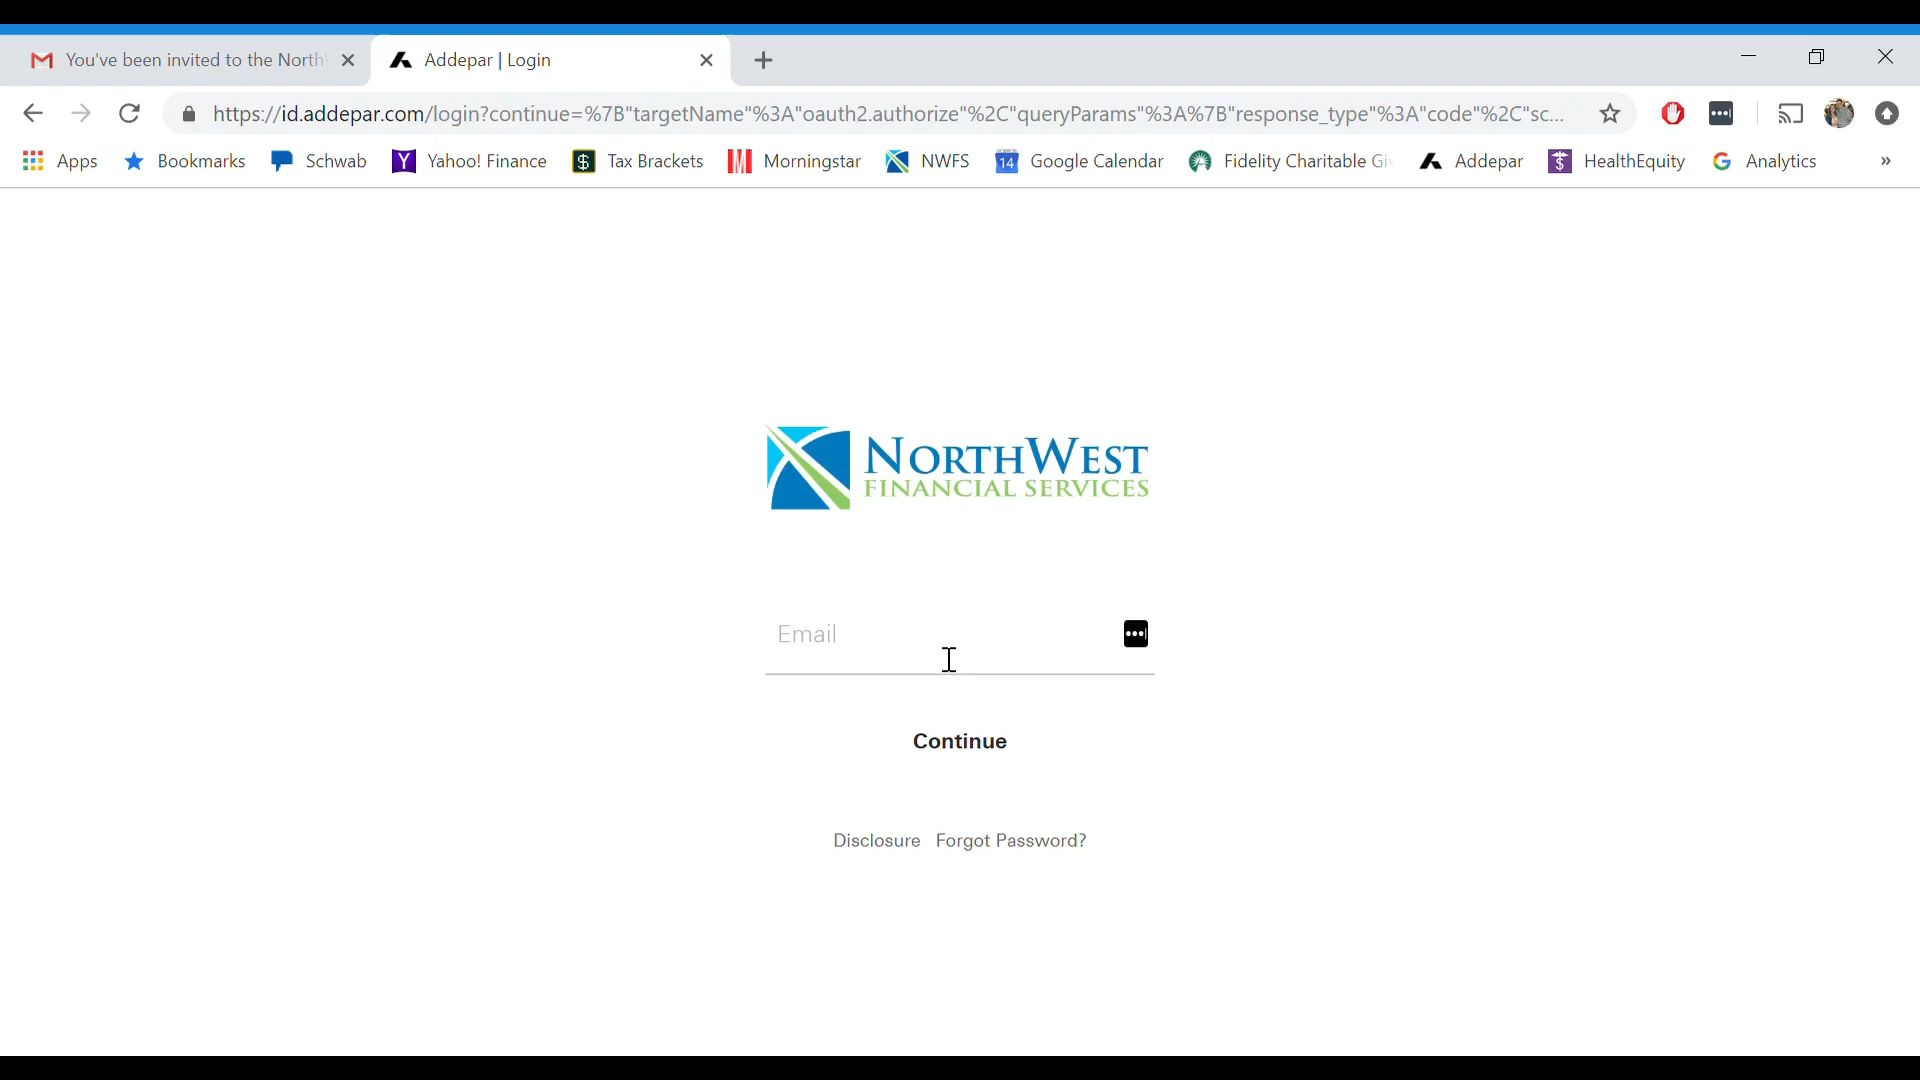 You've been invited to the North
Addepar | Login
https://id.addepar.com/login?continue=%7B"targetName"%3A"oauth2.authorize"%2C"queryParams"%3A%7B"response_type"%3A"code"%2C"sc...
Apps Bookmarks Schwab Yahoo! Finance Tax Brackets Morningstar NWFS 14 Google Calendar Fidelity Charitable Giv Addepar HealthEquity Analytics »
NORTHWEST
FINANCIAL SERVICES
Email
Continue
Disclosure Forgot Password?